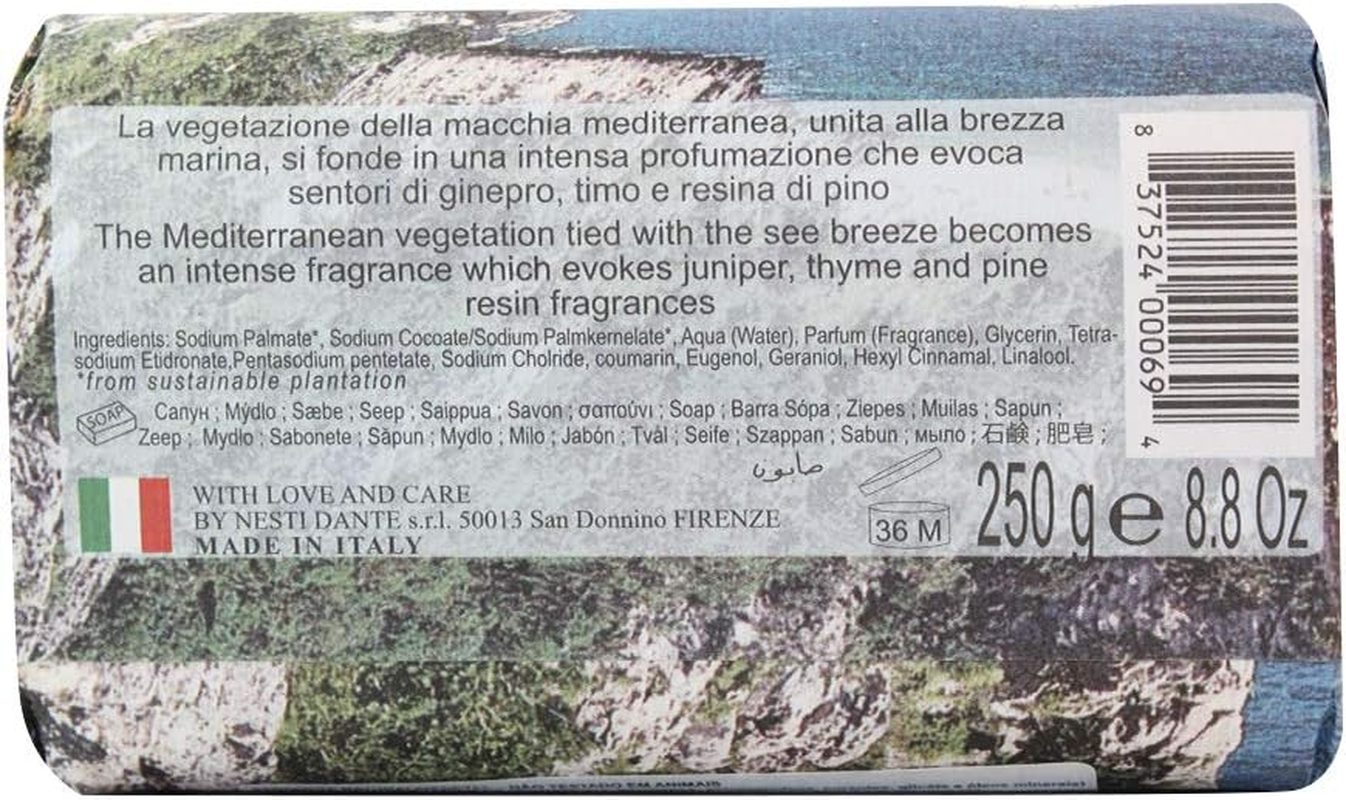 La vegetazione della macchia mediterranea, unita alla brezza
marina, si fonde in una intensa profumazione che evoca
sentori di ginepro, timo e resina di pino
The Mediterranean vegetation tied with the see breeze becomes
an intense fragrance which evokes juniper, thyme and pine
resin fragrances
Ingredients: Sodium Palmate*, Sodium Cocoate/Sodium Palmkernelate*, Aqua (Water), Parfum (Fragrance), Glycerin, Tetra-
sodium Etidronate,Pentasodium pentetate, Sodium Cholride, coumarin, Eugenol, Geraniol, Hexyl Cinnamal, Linalool.
*from sustainable plantation
SOAP
Сапун ; Mýdlo ; Sæbe ; Seep ; Saippua ; Savon ; σαπούνι ; Soap ; Barra Sópa ; Ziepes ; Muilas ; Sapun ;
Zeep ; Mydło ; Sabonete ; Săpun ; Mydlo ; Milo ; Jabón ; Tvál ; Seife ; Szappan ; Sabun ; мыло ; 石鹸 ; 肥皂 ;
صابون
WITH LOVE AND CARE
BY NESTI DANTE s.r.l. 50013 San Donnino FIRENZE
MADE IN ITALY
36 M
250 g e 8.8 Oz
8 37524 00069 4
NÃO TESTADO EM ANIMAIS